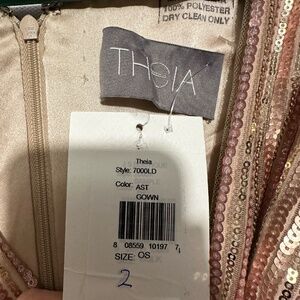 100% POLYESTER
DRY CLEAN ONLY
THEIA
Theia
Style: 7000LD
Color: AST
GOWN
8 08559 10197 7
SIZE: OS
2